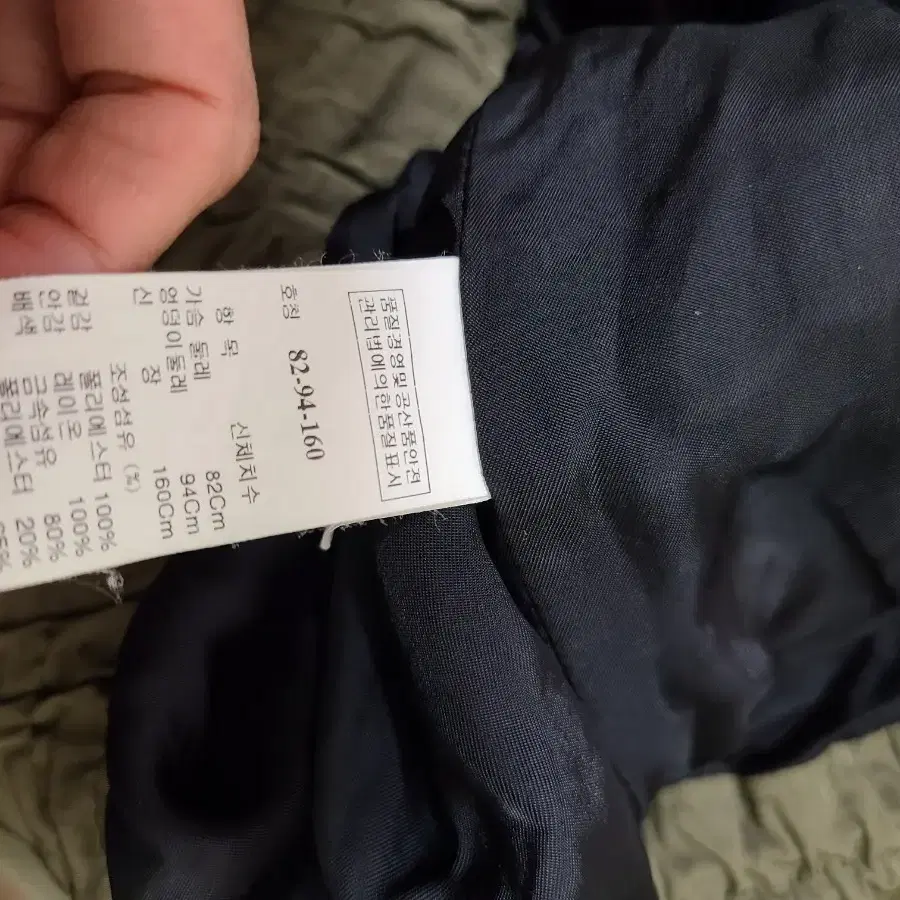 품질경영및 공산품안전
관리법에의한품질표시
호칭 82-94-160
항 목 신체치수
가슴 둘레 82Cm
엉덩이둘레 94Cm
신 장 160Cm
조성섬유 (%)
겉감 폴리에스터 100%
안감 레이온 100%
배색 금속섬유 80%
폴리에스터 20%